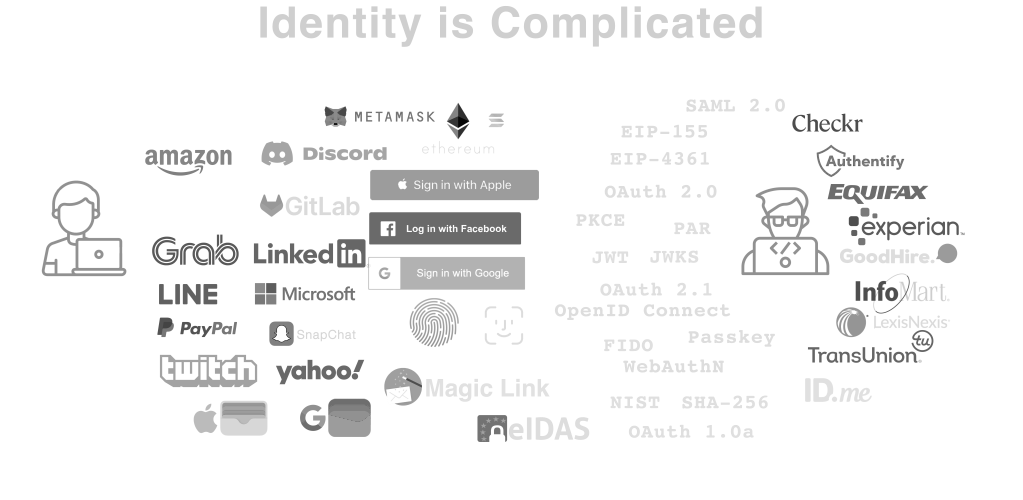 Identity is Complicated
METAMASK
ethereum
amazon
Discord
Sign in with Apple
GitLab
Log in with Facebook
Grab
Linked in
G Sign in with Google
LINE
Microsoft
PayPal
SnapChat
twitch
yahoo!
Magic Link
G
eIDAS
SAML 2.0
EIP-155
EIP-4361
OAuth 2.0
PKCE
PAR
JWT JWKS
OAuth 2.1
OpenID Connect
Passkey
FIDO
WebAuthN
NIST SHA-256
OAuth 1.0a
</>
Checkr
Authentify
EQUIFAX
experian.
GoodHire.
InfoMart.
LexisNexis
tu
TransUnion
ID.me